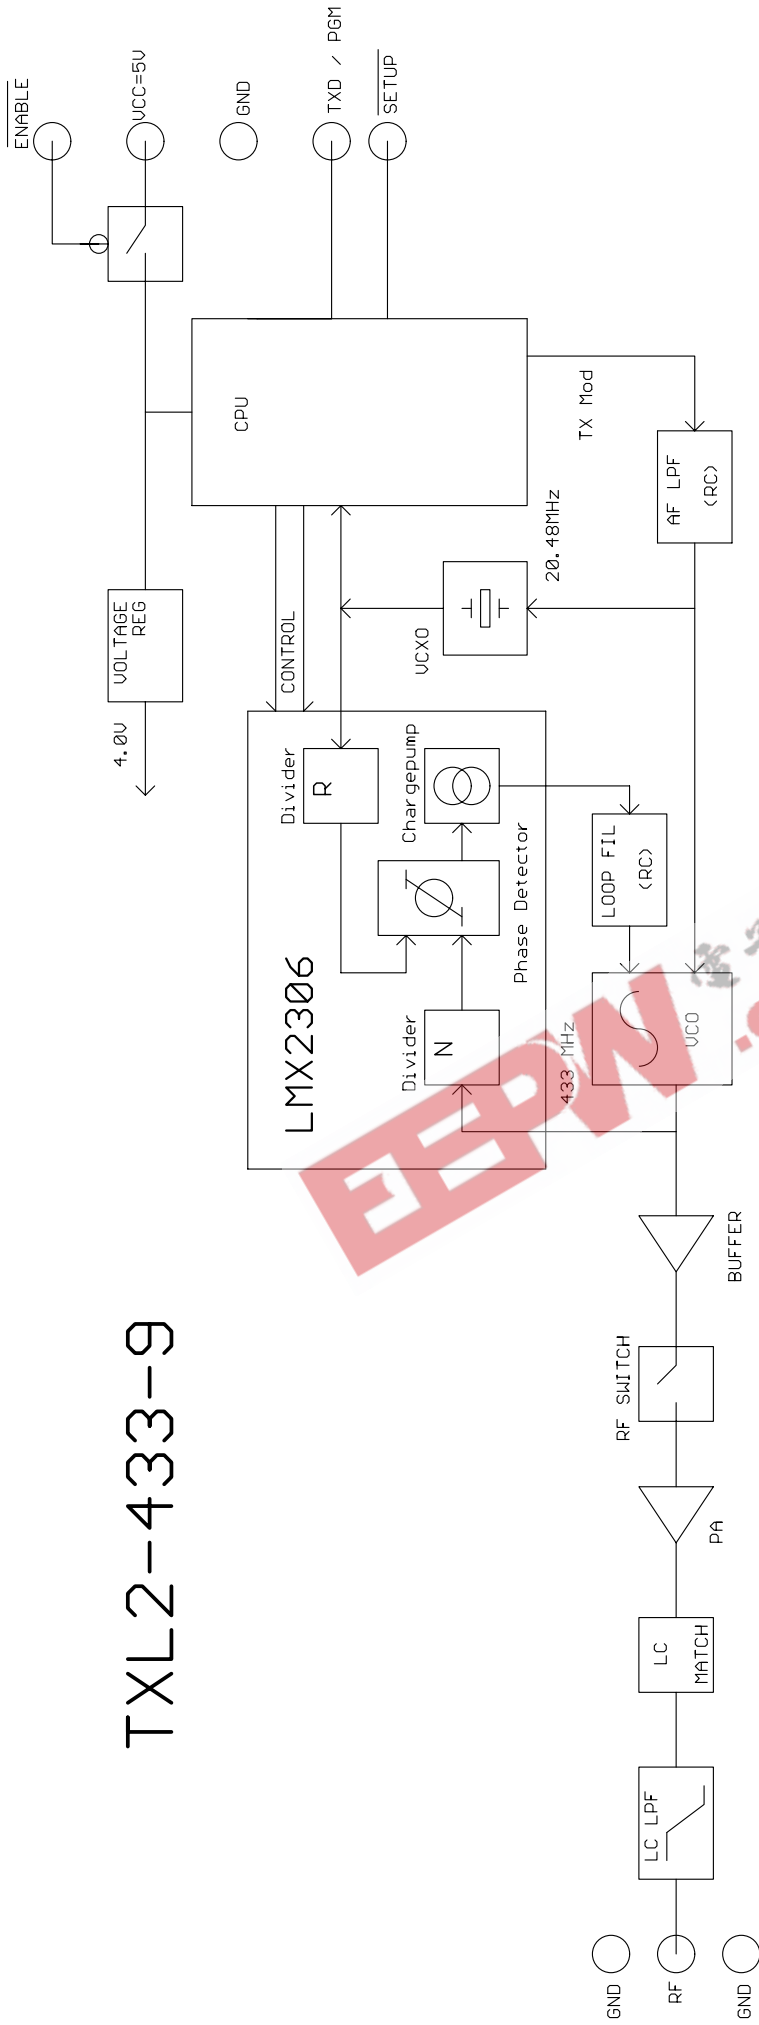 TXL2-433-9
ENABLE
VCC=5V
GND
TXD / PGM
SETUP
CPU
TX Mod
AF LPF
(RC)
20.48MHz
VCXO
VOLTAGE
REG
4.0V
CONTROL
LMX2306
Divider
R
Chargepump
Phase Detector
Divider
N
LOOP FIL
(RC)
433 MHz
VCO
BUFFER
RF SWITCH
PA
LC
MATCH
LC LPF
GND
RF
GND
EEPW